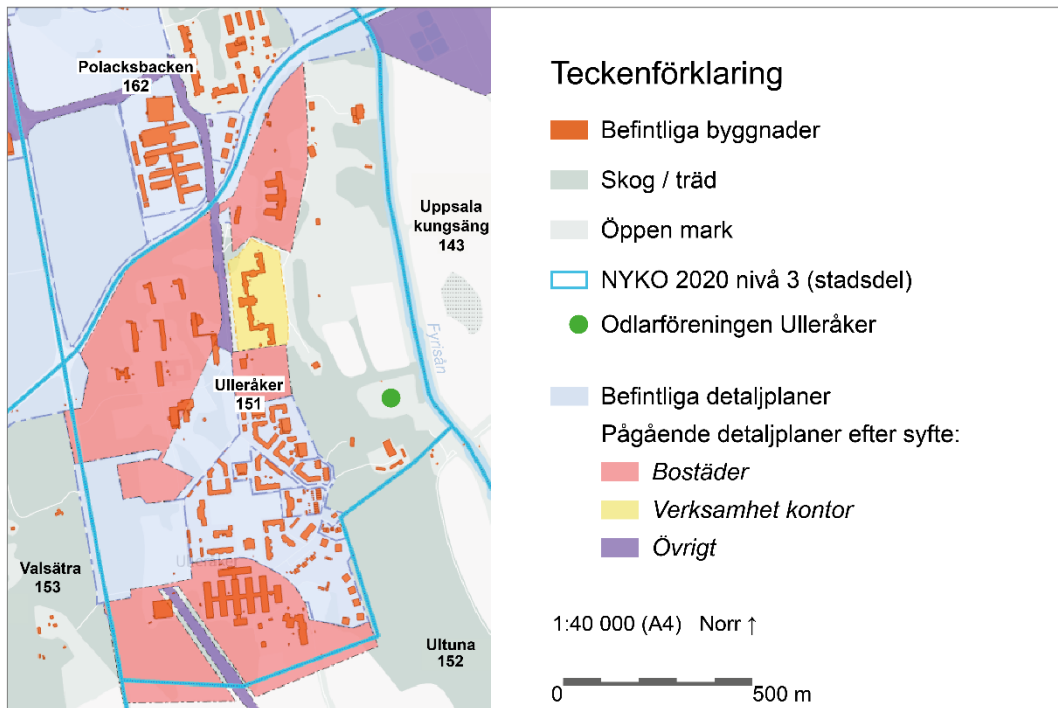 Polacksbacken
162
Uppsala
kungsäng
143
Fyrisån
Ulleråker
151
Ulleråker
Valsätra
153
Ultuna
152
Teckenförklaring
Befintliga byggnader
Skog / träd
Öppen mark
NYKO 2020 nivå 3 (stadsdel)
Odlarföreningen Ulleråker
Befintliga detaljplaner
Pågående detaljplaner efter syfte:
Bostäder
Verksamhet kontor
Övrigt
1:40 000 (A4) Norr ↑
0 500 m